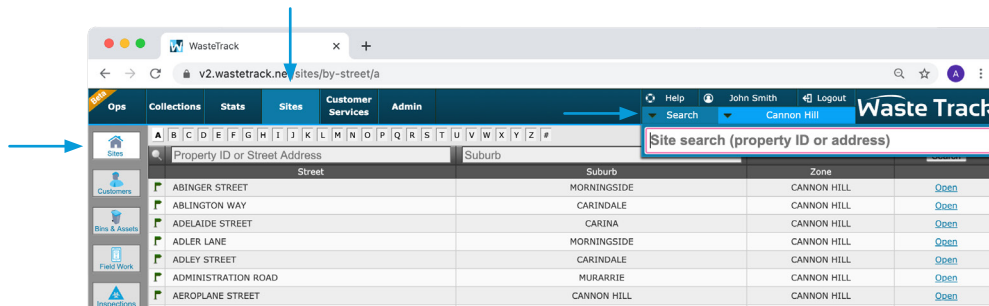 WasteTrack
v2.wastetrack.ne sites/by-street/a
A
Beta
Ops
Collections
Stats
Sites
Customer
Services
Admin
Help
John Smith
Logout
Search
Cannon Hill
Waste Track
Site search (property ID or address)
Sites
Customers
Bins & Assets
Field Work
Inspections
A B C D E F G H I J K L M N O P Q R S T U V W X Y Z #
Property ID or Street Address Suburb
Street Suburb Zone
ABINGER STREET MORNINGSIDE CANNON HILL Open
ABLINGTON WAY CARINDALE CANNON HILL Open
ADELAIDE STREET CARINA CANNON HILL Open
ADLER LANE MORNINGSIDE CANNON HILL Open
ADLEY STREET CARINDALE CANNON HILL Open
ADMINISTRATION ROAD MURARRIE CANNON HILL Open
AEROPLANE STREET CANNON HILL CANNON HILL Open